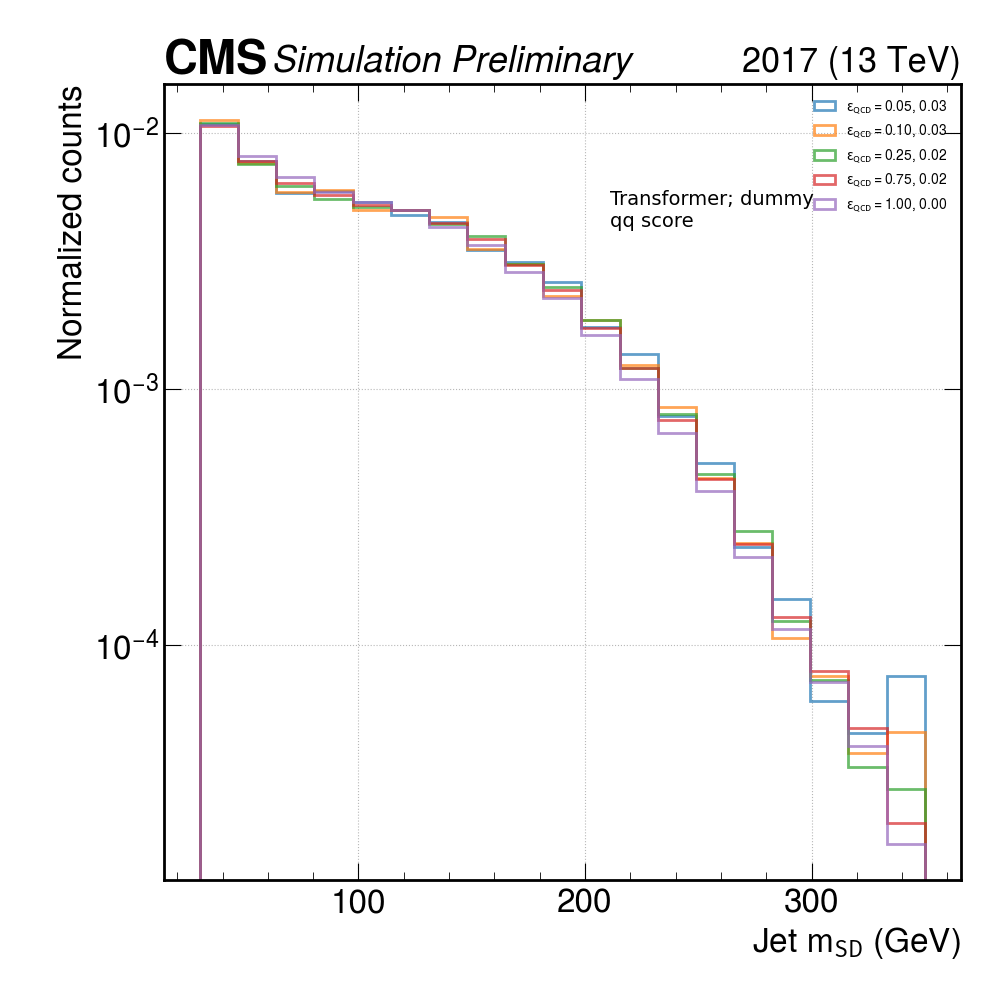 CMS Simulation Preliminary 2017 (13 TeV)
Normalized counts
10⁻²
10⁻³
10⁻⁴
ε_QCD = 0.05, 0.03
ε_QCD = 0.10, 0.03
ε_QCD = 0.25, 0.02
ε_QCD = 0.75, 0.02
ε_QCD = 1.00, 0.00
Transformer; dummy
qq score
100 200 300
Jet m_SD (GeV)